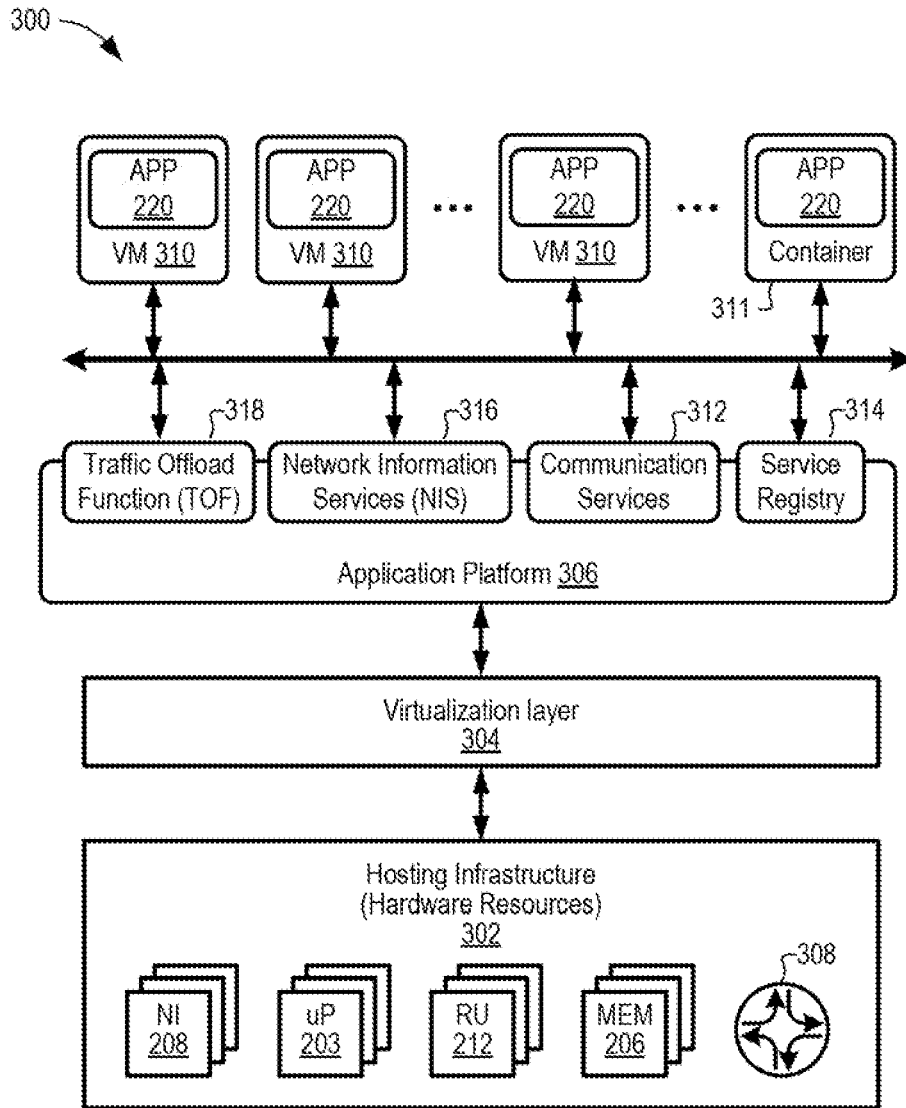 300
APP
220
VM 310
APP
220
VM 310
...
APP
220
VM 310
...
APP
220
Container
311
318
316
312
314
Traffic Offload
Function (TOF)
Network Information
Services (NIS)
Communication
Services
Service
Registry
Application Platform 306
Virtualization layer
304
Hosting Infrastructure
(Hardware Resources)
302
308
NI
208
uP
203
RU
212
MEM
206